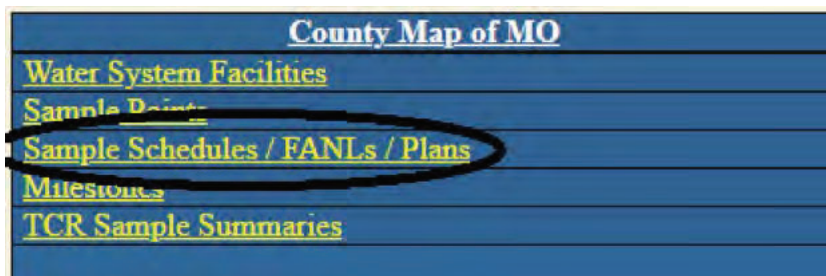 County Map of MO
Water System Facilities
Sample Points
Sample Schedules / FANLs / Plans
Milestones
TCR Sample Summaries